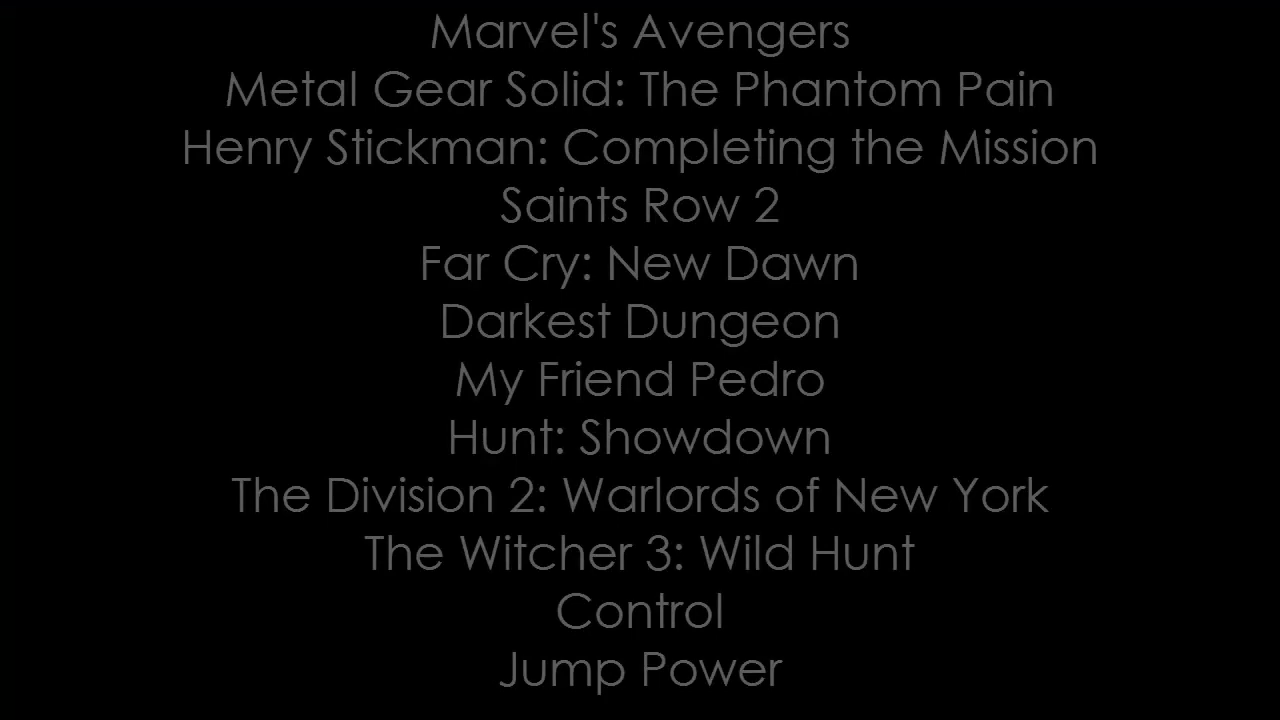 Marvel's Avengers
Metal Gear Solid: The Phantom Pain
Henry Stickman: Completing the Mission
Saints Row 2
Far Cry: New Dawn
Darkest Dungeon
My Friend Pedro
Hunt: Showdown
The Division 2: Warlords of New York
The Witcher 3: Wild Hunt
Control
Jump Power